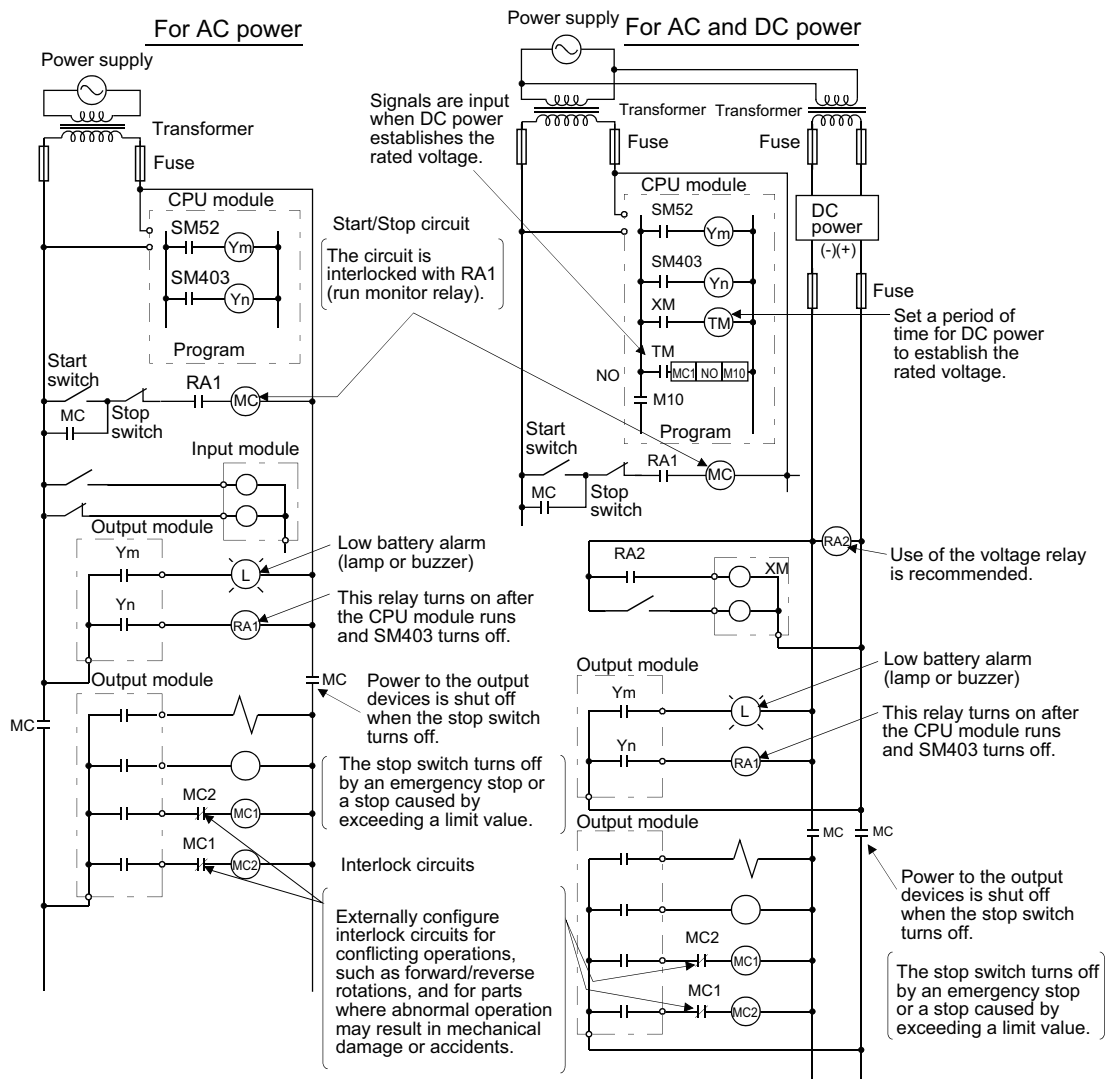 For AC power
Power supply
Transformer
Fuse
CPU module
SM52
Ym
SM403
Yn
Program
Start/Stop circuit
The circuit is
interlocked with RA1
(run monitor relay).
Start
switch
MC
Stop
switch
RA1
MC
Input module
Output module
Ym
L
Yn
RA1
Low battery alarm
(lamp or buzzer)
This relay turns on after
the CPU module runs
and SM403 turns off.
Output module
MC
MC
Power to the output
devices is shut off
when the stop switch
turns off.
The stop switch turns off
by an emergency stop or
a stop caused by
exceeding a limit value.
MC2
MC1
MC1
MC2
Interlock circuits
Externally configure
interlock circuits for
conflicting operations,
such as forward/reverse
rotations, and for parts
where abnormal operation
may result in mechanical
damage or accidents.
For AC and DC power
Power supply
Signals are input
when DC power
establishes the
rated voltage.
Transformer
Transformer
Fuse
Fuse
CPU module
SM52
Ym
SM403
Yn
XM
TM
TM
NO
MC1 NO M10
M10
Program
DC
power
(-)(+)
Fuse
Set a period of
time for DC power
to establish the
rated voltage.
Start
switch
MC
Stop
switch
RA1
MC
RA2
Use of the voltage relay
is recommended.
RA2
XM
Output module
Ym
L
Yn
RA1
Low battery alarm
(lamp or buzzer)
This relay turns on after
the CPU module runs
and SM403 turns off.
Output module
MC
MC
Power to the output
devices is shut off
when the stop switch
turns off.
MC2
MC1
MC1
MC2
The stop switch turns off
by an emergency stop
or a stop caused by
exceeding a limit value.